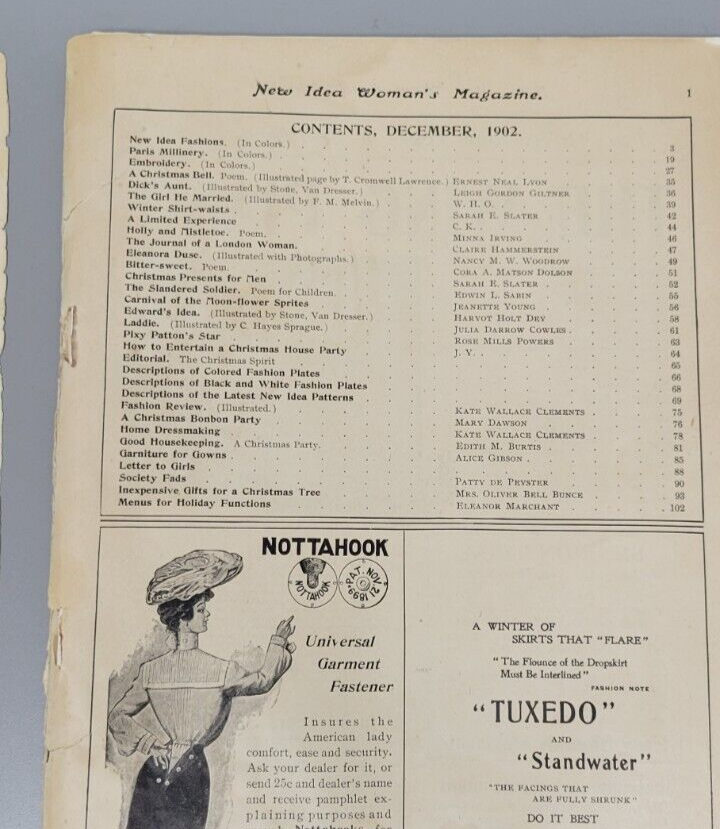 New Idea Woman's Magazine. 1
CONTENTS, DECEMBER, 1902.
New Idea Fashions. (In Colors.) 3
Paris Millinery. (In Colors.) 19
Embroidery. (In Colors.) 27
A Christmas Bell. Poem. (Illustrated page by T. Cromwell Lawrence.) ERNEST NEAL LYON 35
Dick's Aunt. (Illustrated by Stone, Van Dresser.) LEIGH GORDON GILTNER 36
The Girl He Married. (Illustrated by F. M. Melvin.) W. H. O. 39
Winter Shirt-waists SARAH E. SLATER 42
A Limited Experience C. K. 44
Holly and Mistletoe. Poem. MINNA IRVING 46
The Journal of a London Woman. CLAIRE HAMMERSTEIN 47
Eleanora Duse. (Illustrated with Photographs.) NANCY M. W. WOODROW 49
Bitter-sweet. Poem. CORA A. MATSON DOLSON 51
Christmas Presents for Men SARAH E. SLATER 52
The Slandered Soldier. Poem for Children. EDWIN L. SABIN 55
Carnival of the Moon-flower Sprites JEANETTE YOUNG 56
Edward's Idea. (Illustrated by Stone, Van Dresser.) HARVOT HOLT DEY 58
Laddie. (Illustrated by C. Hayes Sprague.) JULIA DARROW COWLES 61
Pixy Patton's Star ROSE MILLS POWERS 63
How to Entertain a Christmas House Party J. V. 64
Editorial. The Christmas Spirit 65
Descriptions of Colored Fashion Plates 66
Descriptions of Black and White Fashion Plates 68
Descriptions of the Latest New Idea Patterns 69
Fashion Review. (Illustrated.) KATE WALLACE CLEMENTS 75
A Christmas Bonbon Party MARY DAWSON 76
Home Dressmaking KATE WALLACE CLEMENTS 78
Good Housekeeping. A Christmas Party. EDITH M. BURTIS 81
Garniture for Gowns ALICE GIBSON 85
Letter to Girls 88
Society Fads PATTY DE PEYSTER 90
Inexpensive Gifts for a Christmas Tree MRS. OLIVER BELL BUNCE 93
Menus for Holiday Functions ELEANOR MARCHANT 102
NOTTAHOOK
NOTTAHOOK
PAT. NOV. 21 1899
Universal
Garment
Fastener
Insures the
American lady
comfort, ease and security.
Ask your dealer for it, or
send 25c and dealer's name
and receive pamphlet ex-
plaining purposes and
A WINTER OF
SKIRTS THAT "FLARE"
"The Flounce of the Dropskirt
Must Be Interlined"
FASHION NOTE
"TUXEDO"
AND
"Standwater"
"THE FACINGS THAT
ARE FULLY SHRUNK"
DO IT BEST